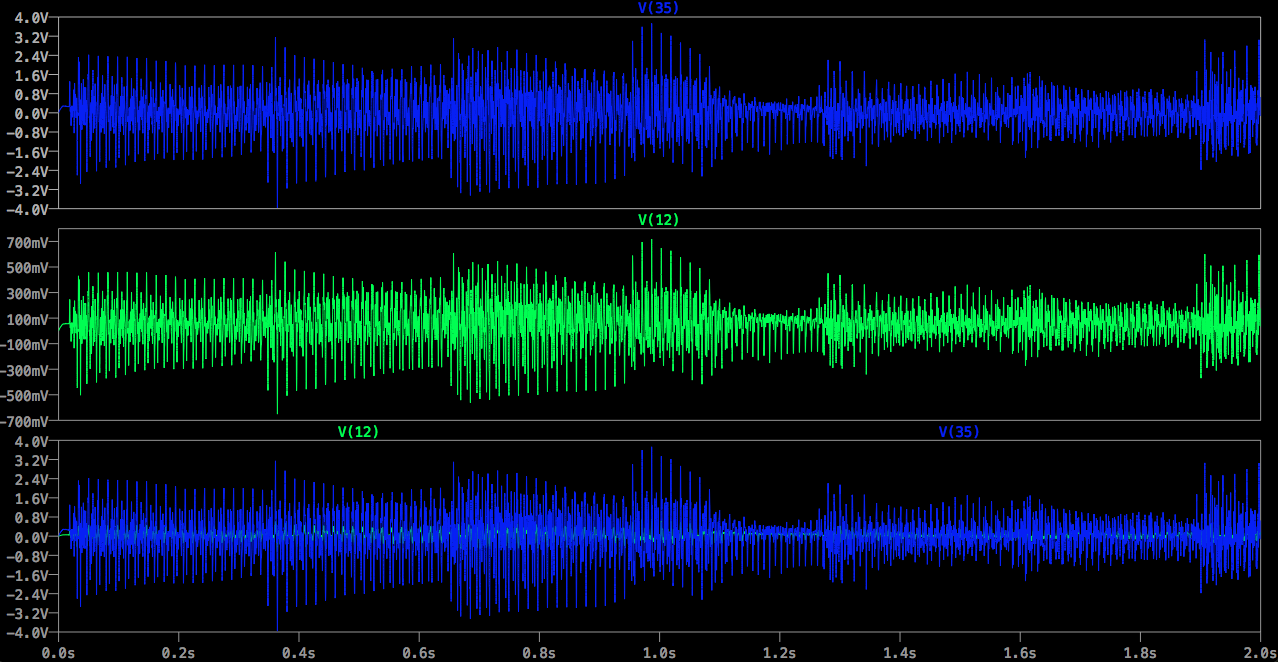 V(35)
4.0V
3.2V
2.4V
1.6V
0.8V
0.0V
-0.8V
-1.6V
-2.4V
-3.2V
-4.0V
V(12)
700mV
500mV
300mV
100mV
-100mV
-300mV
-500mV
-700mV
V(12) V(35)
4.0V
3.2V
2.4V
1.6V
0.8V
0.0V
-0.8V
-1.6V
-2.4V
-3.2V
-4.0V
0.0s 0.2s 0.4s 0.6s 0.8s 1.0s 1.2s 1.4s 1.6s 1.8s 2.0s